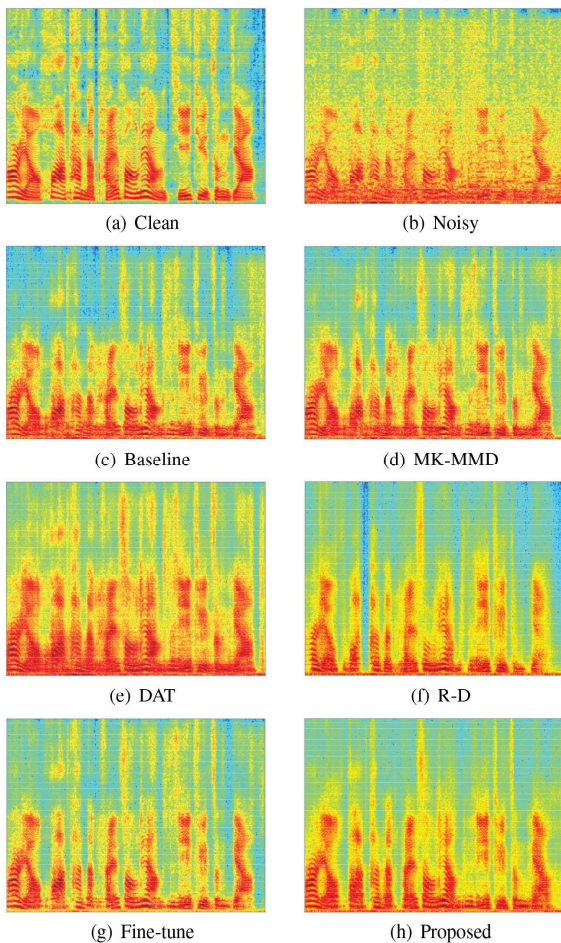 (a) Clean
(b) Noisy
(c) Baseline
(d) MK-MMD
(e) DAT
(f) R-D
(g) Fine-tune
(h) Proposed